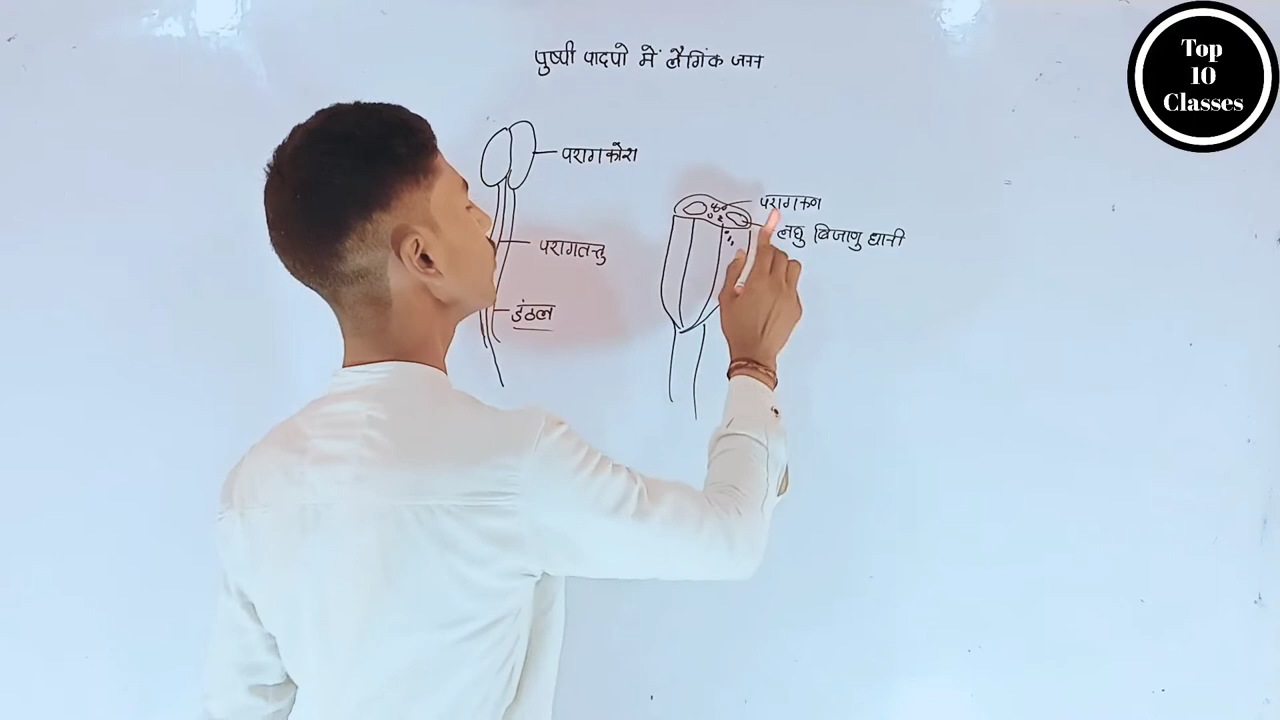 पुष्पी पादपो में लैगिंक जनन
परागकोश
परागकण
लघु बिजाणु धानी
परागतन्तु
डंठल
Top
10
Classes